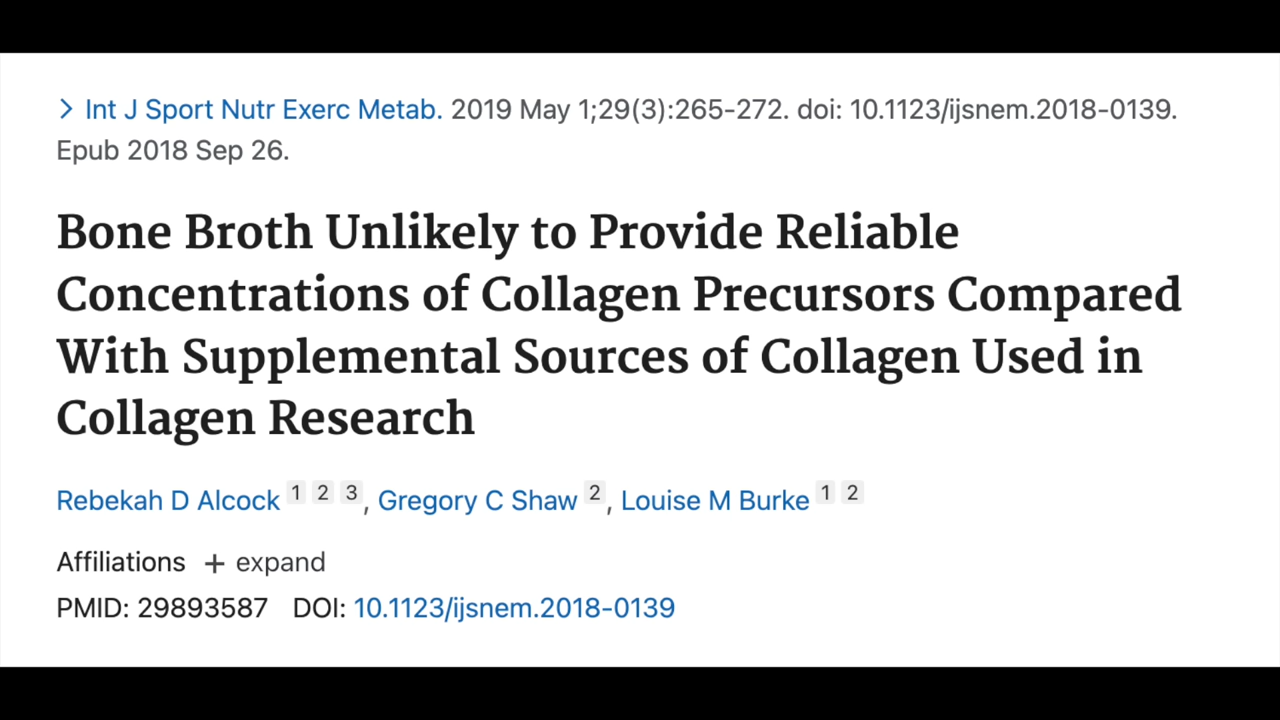 > Int J Sport Nutr Exerc Metab. 2019 May 1;29(3):265-272. doi: 10.1123/ijsnem.2018-0139.
Epub 2018 Sep 26.
Bone Broth Unlikely to Provide Reliable
Concentrations of Collagen Precursors Compared
With Supplemental Sources of Collagen Used in
Collagen Research
Rebekah D Alcock 1 2 3, Gregory C Shaw 2, Louise M Burke 1 2
Affiliations + expand
PMID: 29893587 DOI: 10.1123/ijsnem.2018-0139